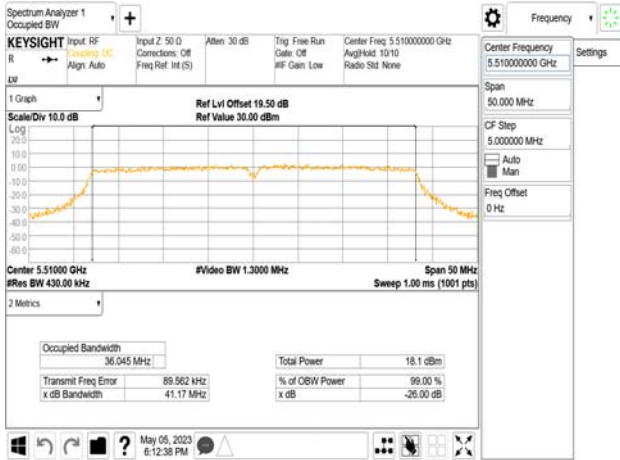 Spectrum Analyzer 1
Occupied BW
Frequency
KEYSIGHT
Input: RF
Coupling: DC
Align: Auto
Input Z: 50 Ω
Corrections: Off
Freq Ref: Int (S)
Atten: 30 dB
Trig: Free Run
Gate: Off
#IF Gain: Low
Center Freq: 5.510000000 GHz
Avg|Hold: 10/10
Radio Std: None
R
LXI
Center Frequency
5.510000000 GHz
Settings
Span
50.000 MHz
CF Step
5.000000 MHz
Auto
Man
Freq Offset
0 Hz
1 Graph
Scale/Div 10.0 dB
Ref Lvl Offset 19.50 dB
Ref Value 30.00 dBm
Log
20.0
10.0
0.00
-10.0
-20.0
-30.0
-40.0
-50.0
-60.0
Center 5.51000 GHz
#Video BW 1.3000 MHz
Span 50 MHz
#Res BW 430.00 kHz
Sweep 1.00 ms (1001 pts)
2 Metrics
Occupied Bandwidth
36.045 MHz
Total Power 18.1 dBm
Transmit Freq Error 89.562 kHz
% of OBW Power 99.00 %
x dB Bandwidth 41.17 MHz
x dB -26.00 dB
?
May 05, 2023
6:12:38 PM